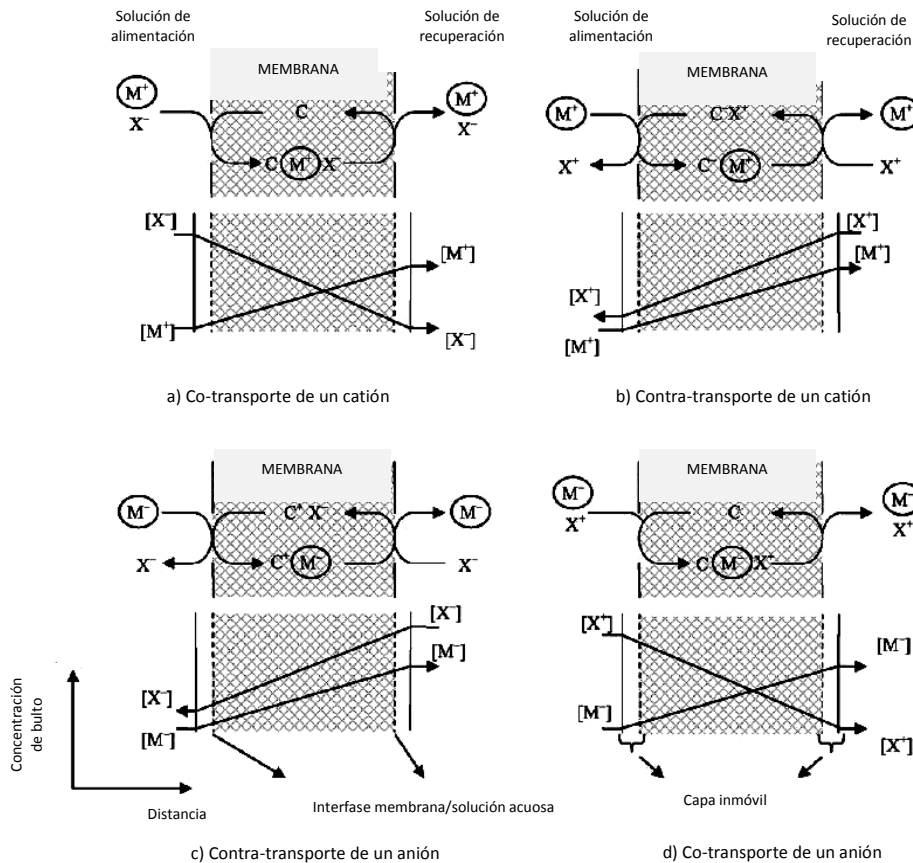 Solución de
alimentación
Solución de
recuperación
MEMBRANA
M⁺
X⁻
C
M⁺
X⁻
C M⁺ X⁻
[X⁻]
[M⁺]
[M⁺]
[X⁻]
a) Co-transporte de un catión
Solución de
alimentación
Solución de
recuperación
MEMBRANA
M⁺
C⁻X⁺
M⁺
X⁺
C⁻ M⁺
X⁺
[X⁺]
[M⁺]
[X⁺]
[M⁺]
b) Contra-transporte de un catión
MEMBRANA
M⁻
C⁺ X⁻
M⁻
X⁻
C⁺ M⁻
X⁻
[X⁻]
[M⁻]
[X⁻]
[M⁻]
Concentración
de bulto
Distancia
Interfase membrana/solución acuosa
c) Contra-transporte de un anión
MEMBRANA
M⁻
X⁺
C
M⁻
X⁺
C M⁻ X⁺
[X⁺]
[M⁻]
[M⁻]
[X⁺]
Capa inmóvil
d) Co-transporte de un anión